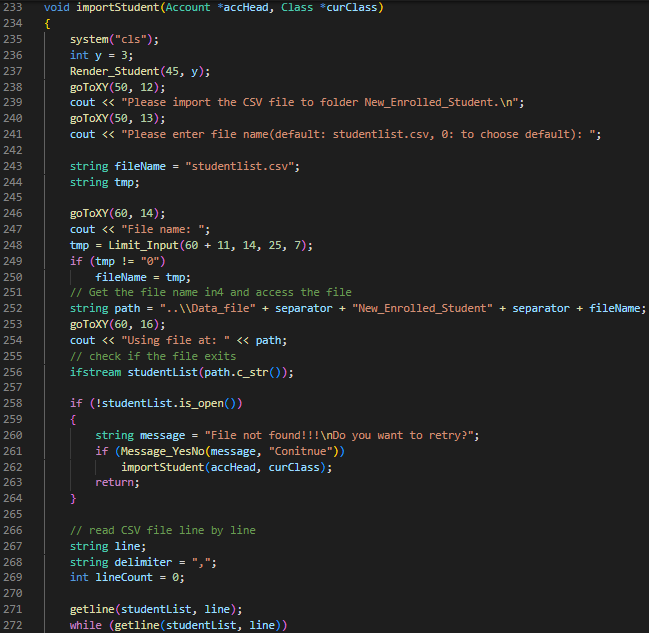 233 void importStudent(Account *accHead, Class *curClass)
234 {
235 system("cls");
236 int y = 3;
237 Render_Student(45, y);
238 goToXY(50, 12);
239 cout << "Please import the CSV file to folder New_Enrolled_Student.\n";
240 goToXY(50, 13);
241 cout << "Please enter file name(default: studentlist.csv, 0: to choose default): ";
242
243 string fileName = "studentlist.csv";
244 string tmp;
245
246 goToXY(60, 14);
247 cout << "File name: ";
248 tmp = Limit_Input(60 + 11, 14, 25, 7);
249 if (tmp != "0")
250 fileName = tmp;
251 // Get the file name in4 and access the file
252 string path = "..\\Data_file" + separator + "New_Enrolled_Student" + separator + fileName;
253 goToXY(60, 16);
254 cout << "Using file at: " << path;
255 // check if the file exits
256 ifstream studentList(path.c_str());
257
258 if (!studentList.is_open())
259 {
260 string message = "File not found!!!\nDo you want to retry?";
261 if (Message_YesNo(message, "Conitnue"))
262 importStudent(accHead, curClass);
263 return;
264 }
265
266 // read CSV file line by line
267 string line;
268 string delimiter = ",";
269 int lineCount = 0;
270
271 getline(studentList, line);
272 while (getline(studentList, line))